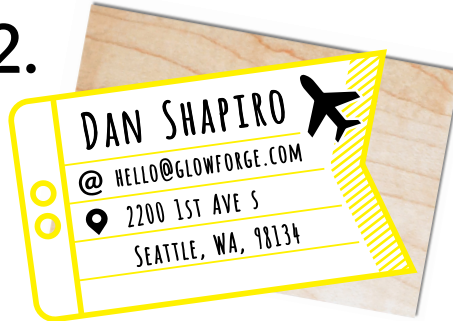 2.
DAN SHAPIRO
@ HELLO@GLOWFORGE.COM
2200 1ST AVE S
SEATTLE, WA, 98134